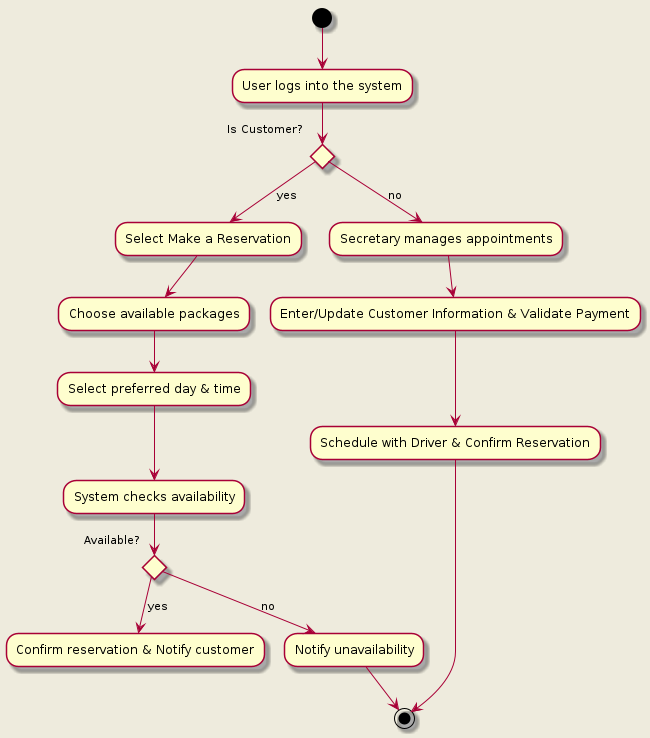 User logs into the system
Is Customer?
yes
no
Select Make a Reservation
Secretary manages appointments
Choose available packages
Enter/Update Customer Information & Validate Payment
Select preferred day & time
Schedule with Driver & Confirm Reservation
System checks availability
Available?
yes
no
Confirm reservation & Notify customer
Notify unavailability